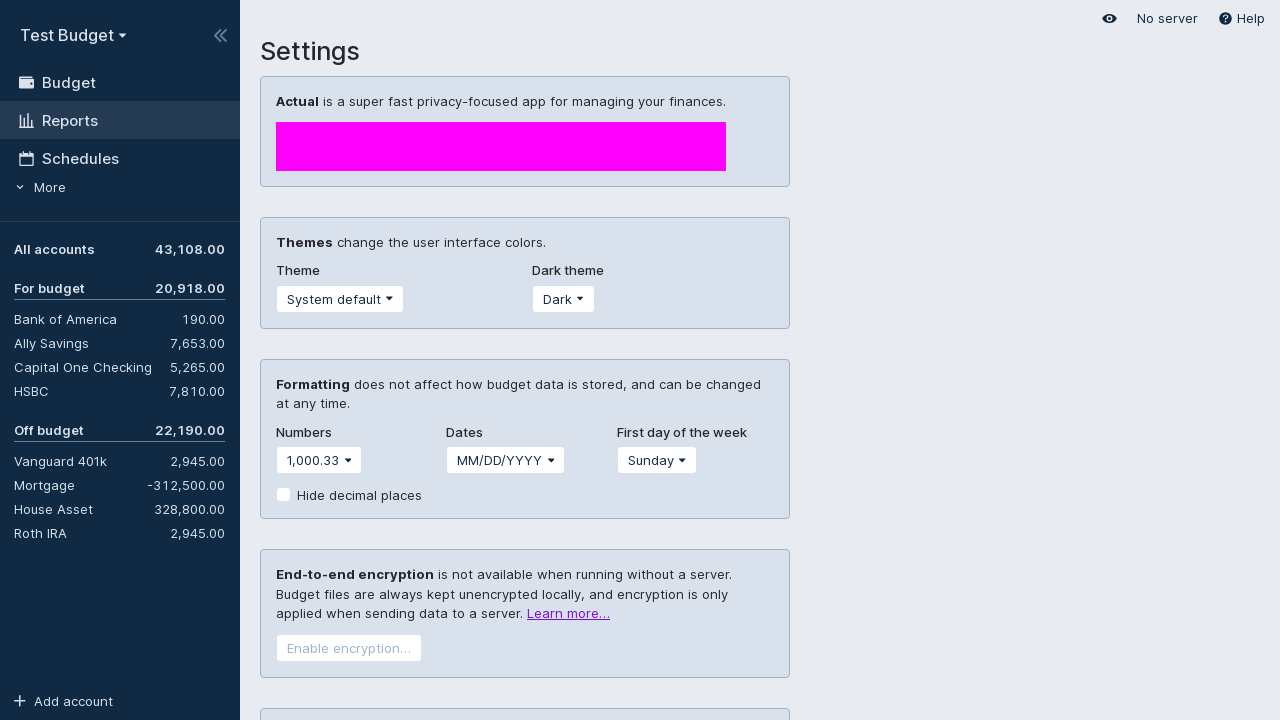 Test Budget
Budget
Reports
Schedules
More
All accounts 43,108.00
For budget 20,918.00
Bank of America 190.00
Ally Savings 7,653.00
Capital One Checking 5,265.00
HSBC 7,810.00
Off budget 22,190.00
Vanguard 401k 2,945.00
Mortgage -312,500.00
House Asset 328,800.00
Roth IRA 2,945.00
Add account
No server Help
Settings
Actual is a super fast privacy-focused app for managing your finances.
Themes change the user interface colors.
Theme Dark theme
System default Dark
Formatting does not affect how budget data is stored, and can be changed
at any time.
Numbers Dates First day of the week
1,000.33 MM/DD/YYYY Sunday
Hide decimal places
End-to-end encryption is not available when running without a server.
Budget files are always kept unencrypted locally, and encryption is only
applied when sending data to a server. Learn more…
Enable encryption…